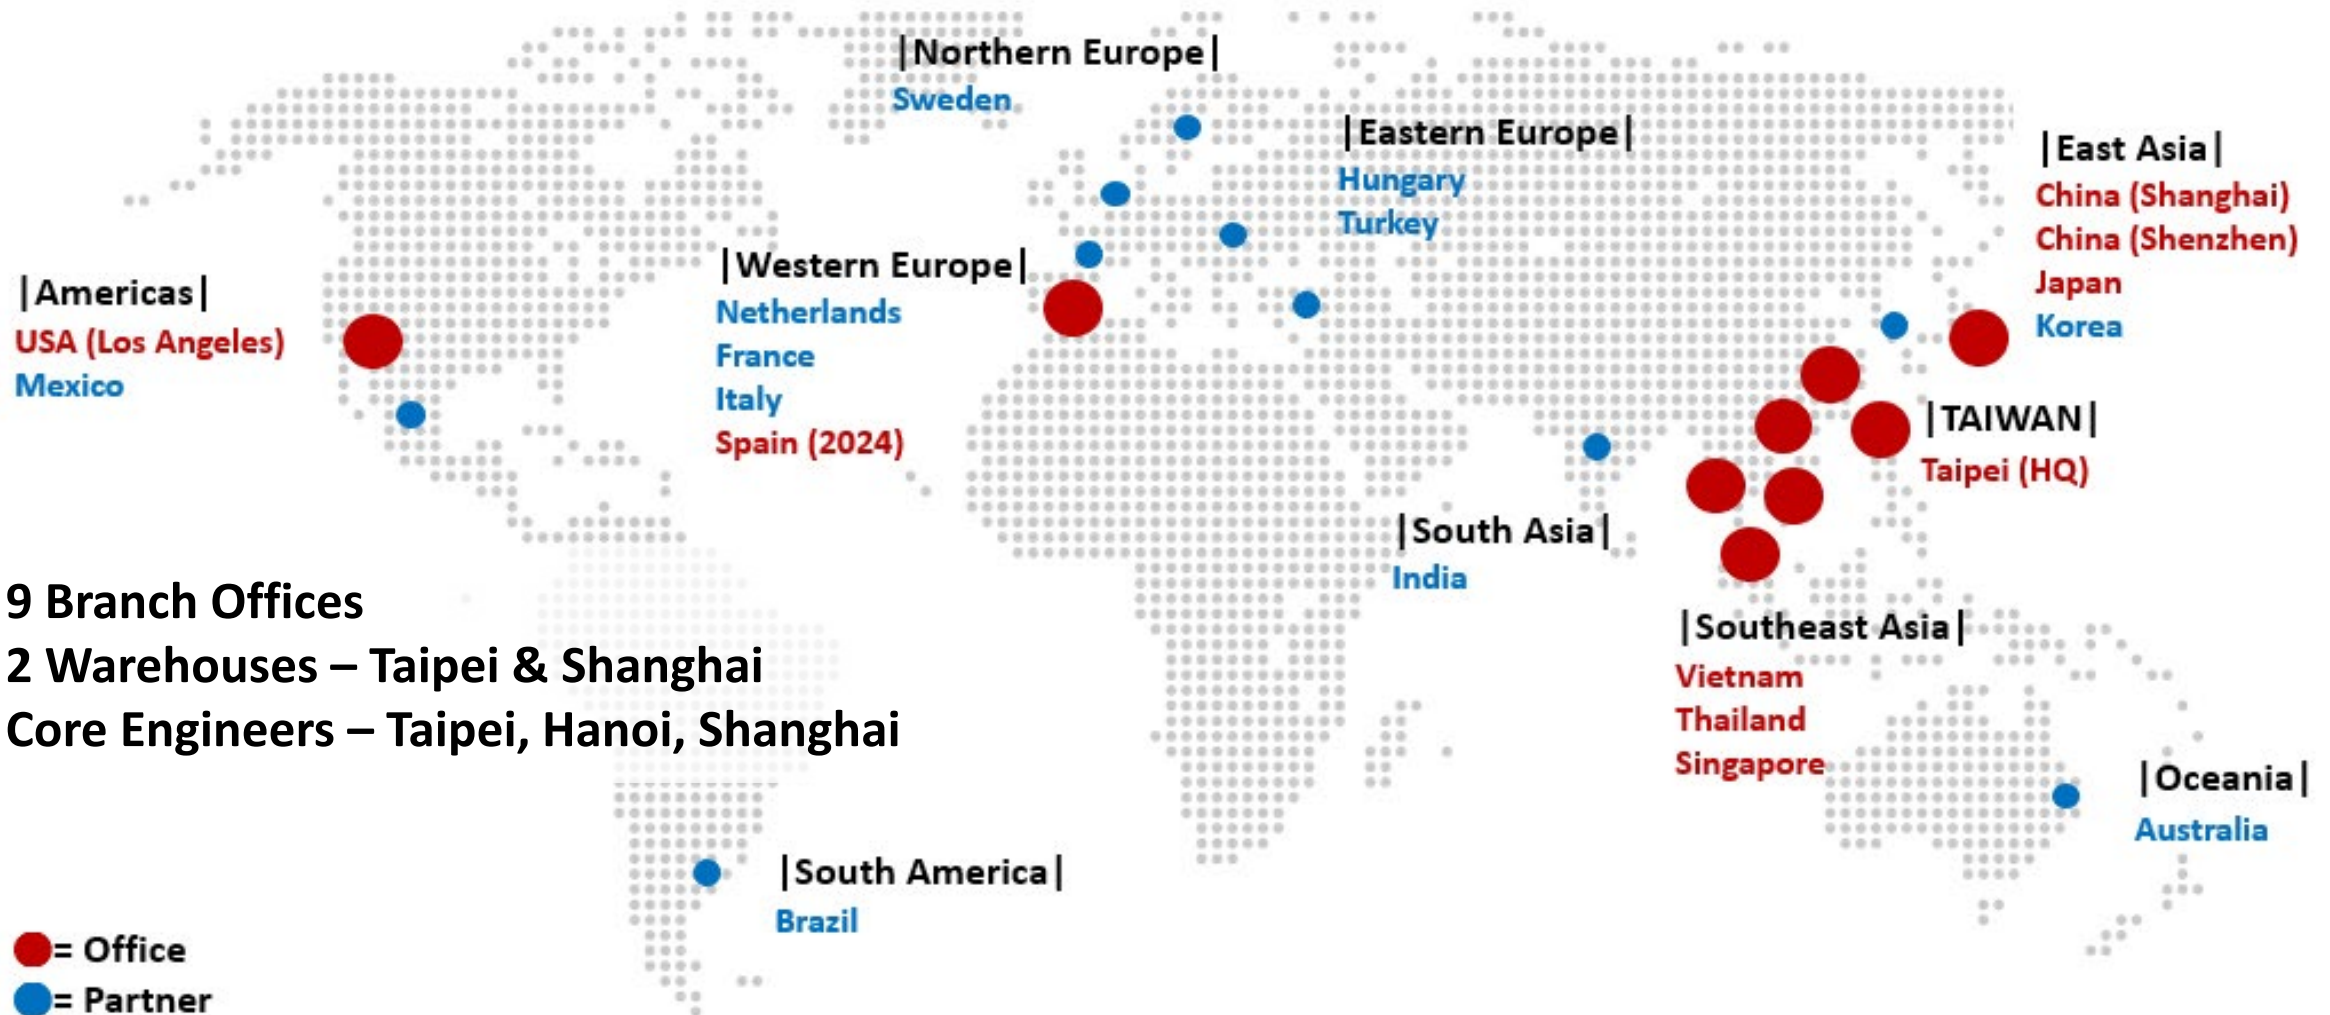 |Northern Europe|
Sweden
|Eastern Europe|
Hungary
Turkey
|East Asia|
China (Shanghai)
China (Shenzhen)
Japan
Korea
|Americas|
USA (Los Angeles)
Mexico
|Western Europe|
Netherlands
France
Italy
Spain (2024)
|TAIWAN|
Taipei (HQ)
|South Asia|
India
9 Branch Offices
2 Warehouses – Taipei & Shanghai
Core Engineers – Taipei, Hanoi, Shanghai
|Southeast Asia|
Vietnam
Thailand
Singapore
|Oceania|
Australia
|South America|
Brazil
= Office
= Partner